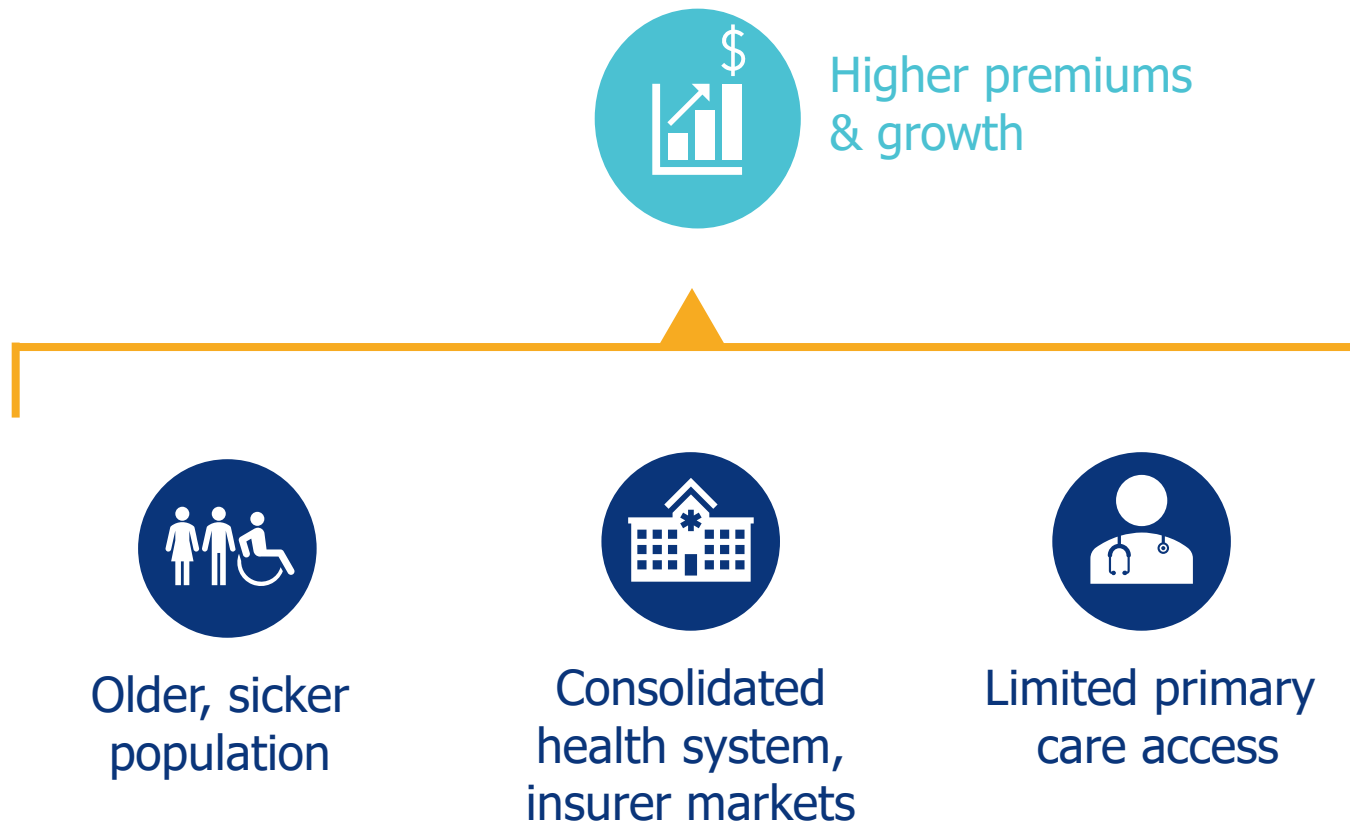 $
Higher premiums
& growth
Older, sicker
population
Consolidated
health system,
insurer markets
Limited primary
care access